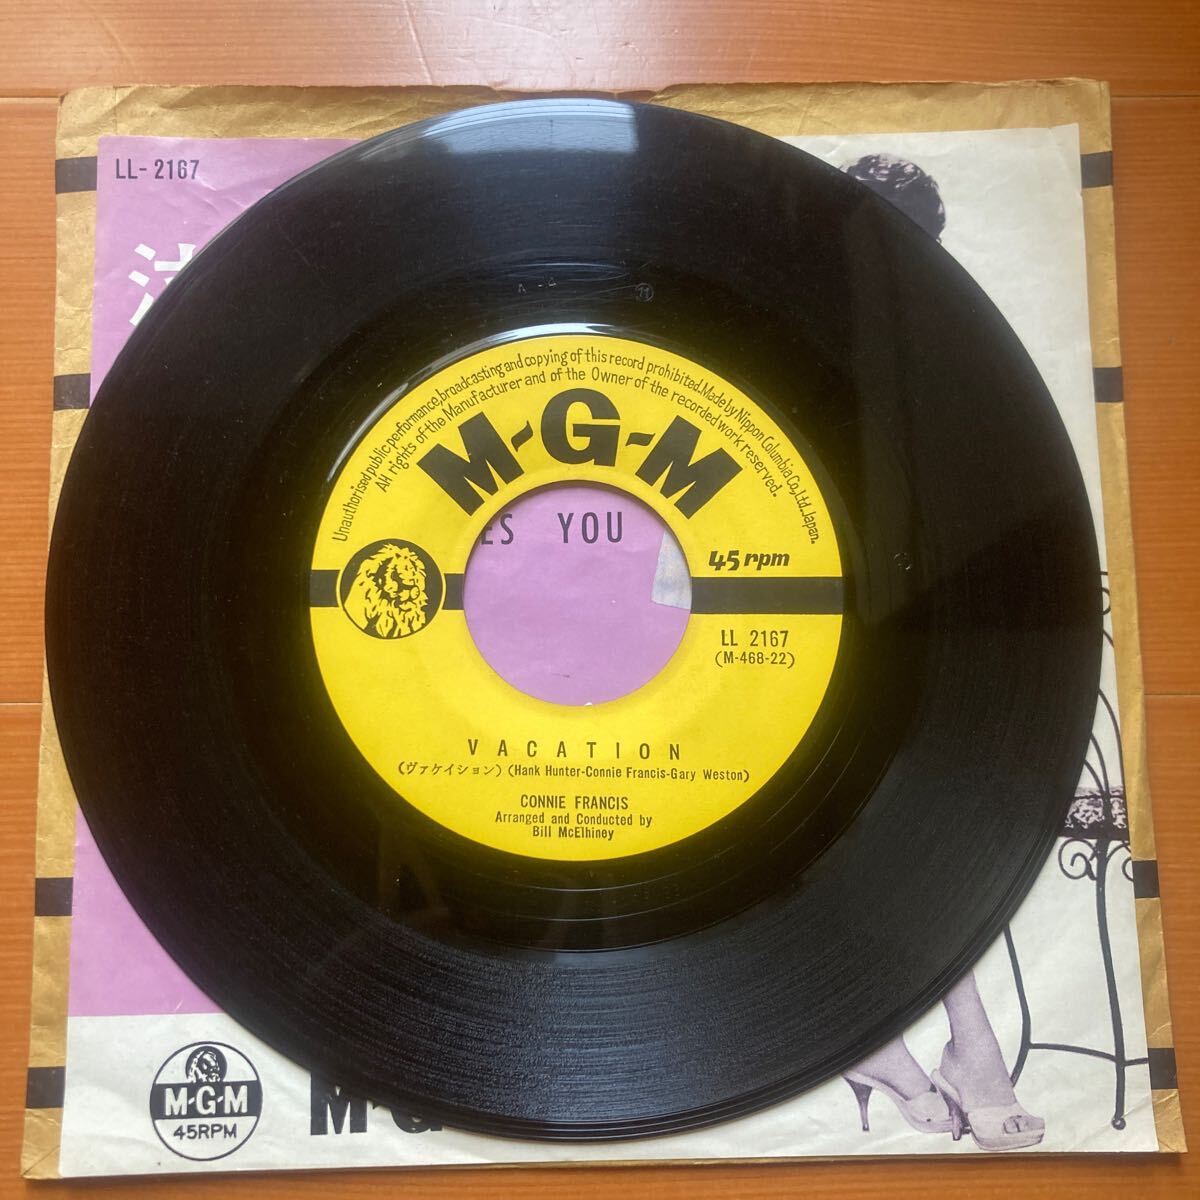 LL-2167
泣
Unauthorised public performance, broadcasting and copying of this record prohibited. Made by Nippon Columbia Co., Ltd. Japan.
All rights of the Manufacturer and of the Owner of the recorded work reserved.
M-G-M
ES YOU
45 rpm
LL 2167
(M-468-22)
VACATION
(ヴァケイション) (Hank Hunter-Connie Francis-Gary Weston)
CONNIE FRANCIS
Arranged and Conducted by
Bill McElhiney
M-G-M
45RPM
M-G